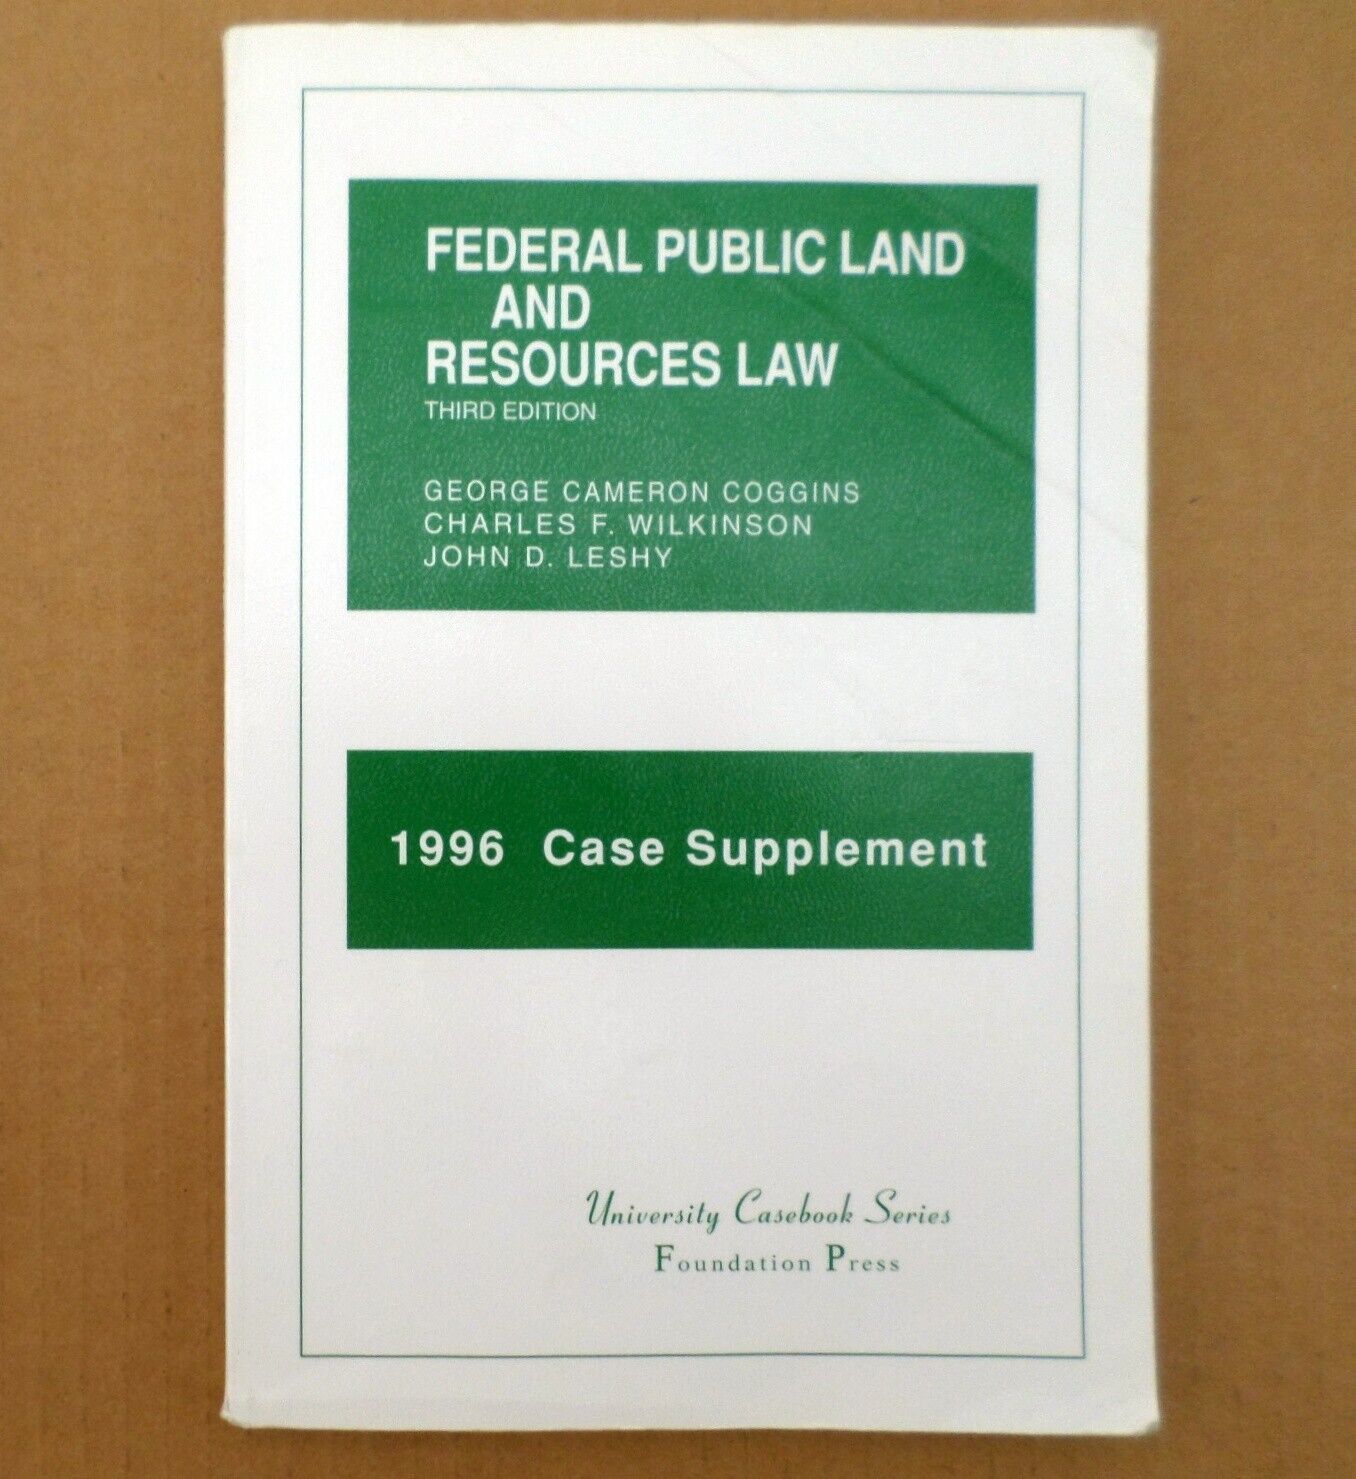 FEDERAL PUBLIC LAND
AND
RESOURCES LAW
THIRD EDITION
GEORGE CAMERON COGGINS
CHARLES F. WILKINSON
JOHN D. LESHY
1996 Case Supplement
University Casebook Series
Foundation Press